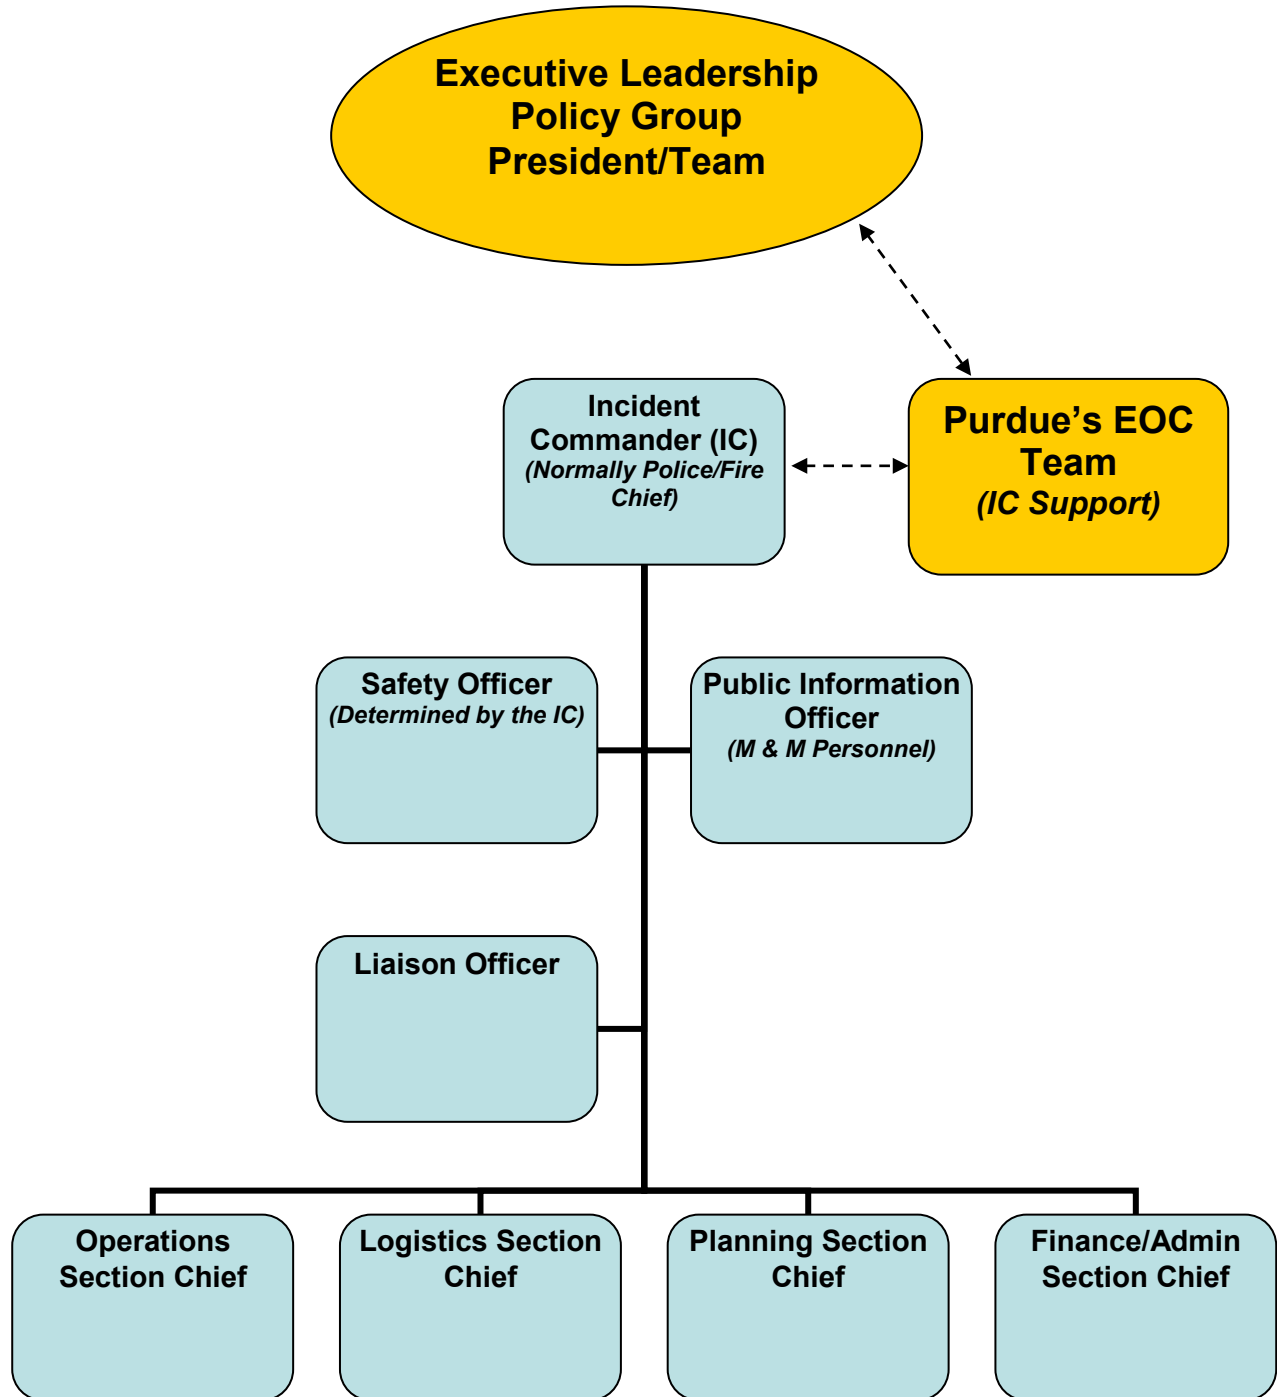 Executive Leadership
Policy Group
President/Team
Incident
Commander (IC)
(Normally Police/Fire
Chief)
Purdue’s EOC
Team
(IC Support)
Safety Officer
(Determined by the IC)
Public Information
Officer
(M & M Personnel)
Liaison Officer
Operations
Section Chief
Logistics Section
Chief
Planning Section
Chief
Finance/Admin
Section Chief